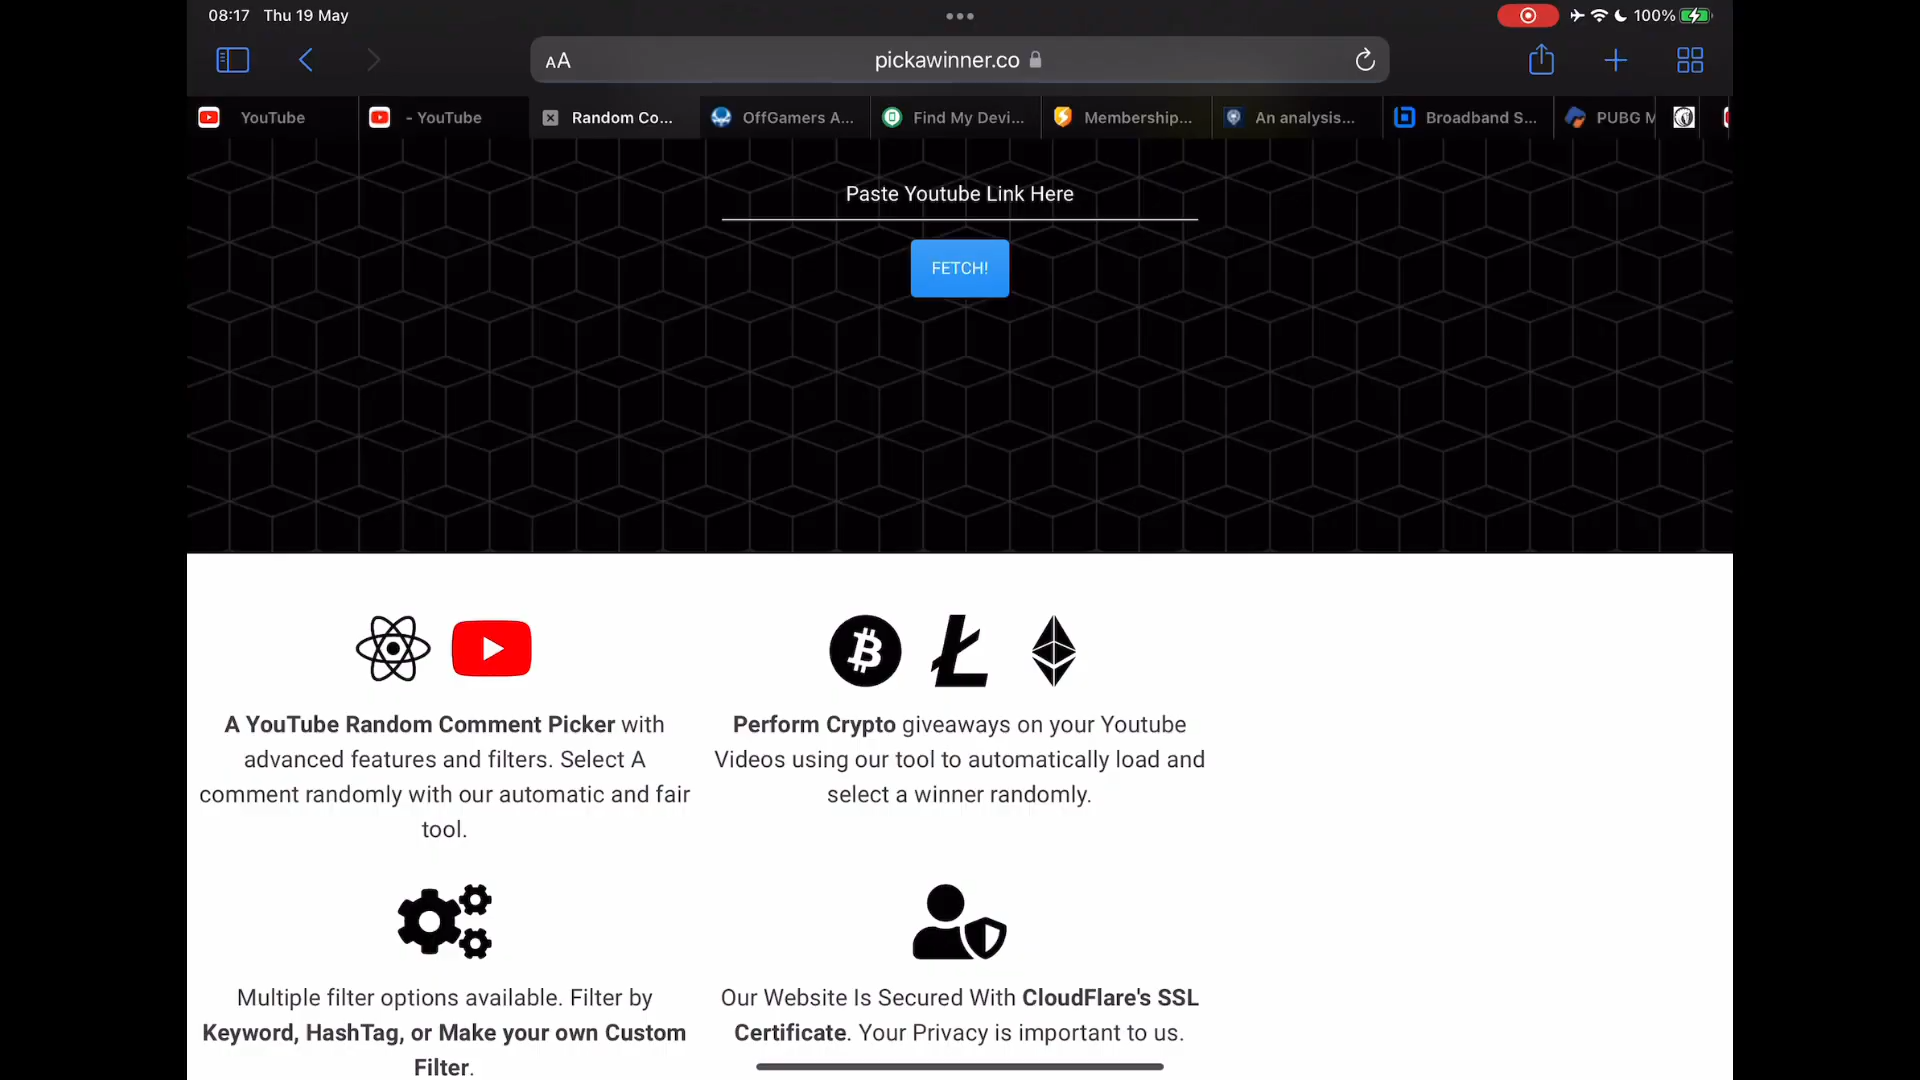 08:17 Thu 19 May
100%
AA pickawinner.co
YouTube - YouTube Random Co... OffGamers A... Find My Devi... Membership... An analysis... Broadband S... PUBG M
Paste Youtube Link Here
FETCH!
A YouTube Random Comment Picker with
advanced features and filters. Select A
comment randomly with our automatic and fair
tool.
Perform Crypto giveaways on your Youtube
Videos using our tool to automatically load and
select a winner randomly.
Multiple filter options available. Filter by
Keyword, HashTag, or Make your own Custom
Filter.
Our Website Is Secured With CloudFlare's SSL
Certificate. Your Privacy is important to us.